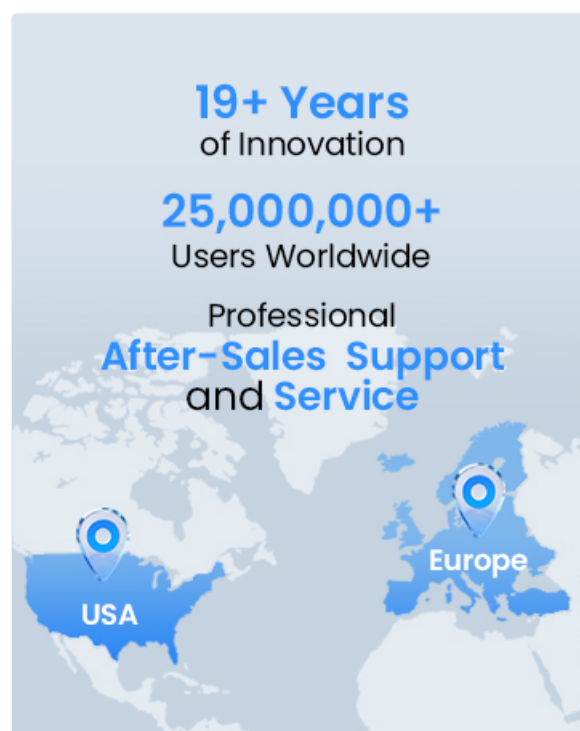 19+ Years
of Innovation
25,000,000+
Users Worldwide
Professional
After-Sales Support
and Service
Europe
USA